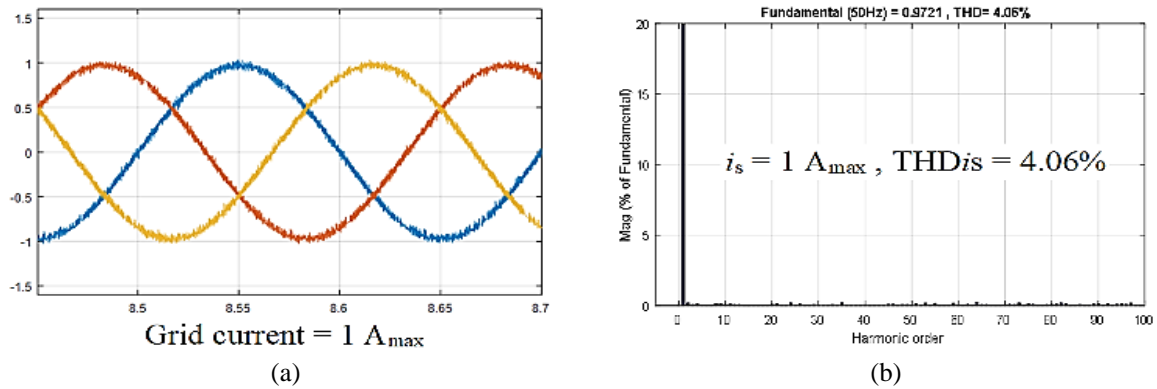 1.5
1
0.5
0
-0.5
-1
-1.5
8.5 8.55 8.6 8.65 8.7
Grid current = 1 Amax
(a)
Fundamental (50Hz) = 0.9721 , THD= 4.06%
Mag (% of Fundamental)
20
15
10
5
0
is = 1 Amax , THDis = 4.06%
0 10 20 30 40 50 60 70 80 90 100
Harmonic order
(b)